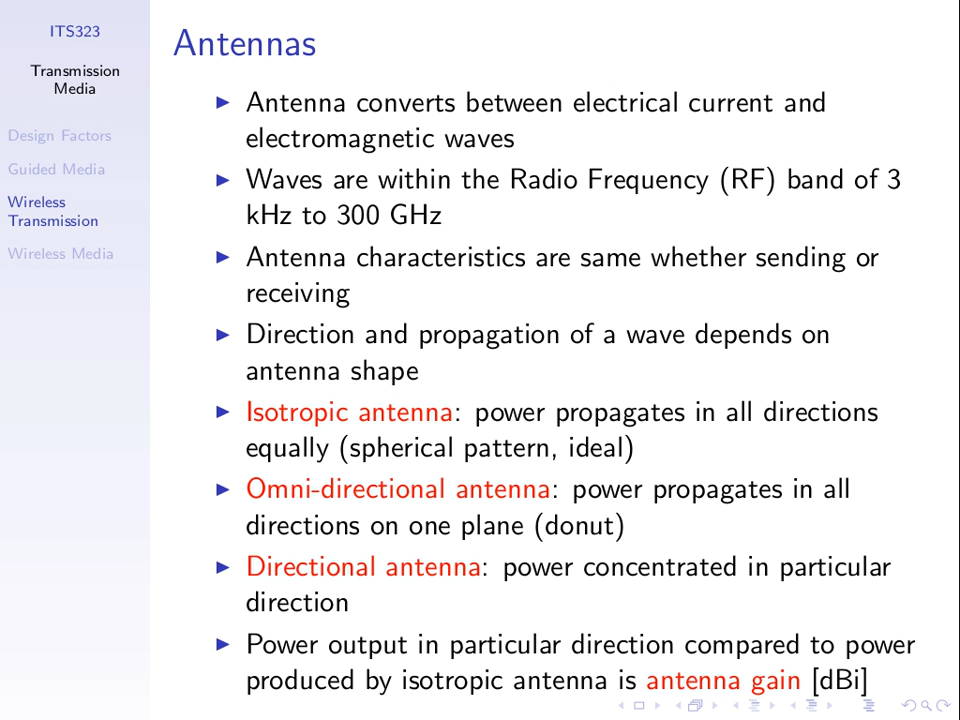 ITS323
Transmission
Media
Design Factors
Guided Media
Wireless
Transmission
Wireless Media
Antennas
Antenna converts between electrical current and
electromagnetic waves
Waves are within the Radio Frequency (RF) band of 3
kHz to 300 GHz
Antenna characteristics are same whether sending or
receiving
Direction and propagation of a wave depends on
antenna shape
Isotropic antenna: power propagates in all directions
equally (spherical pattern, ideal)
Omni-directional antenna: power propagates in all
directions on one plane (donut)
Directional antenna: power concentrated in particular
direction
Power output in particular direction compared to power
produced by isotropic antenna is antenna gain [dBi]